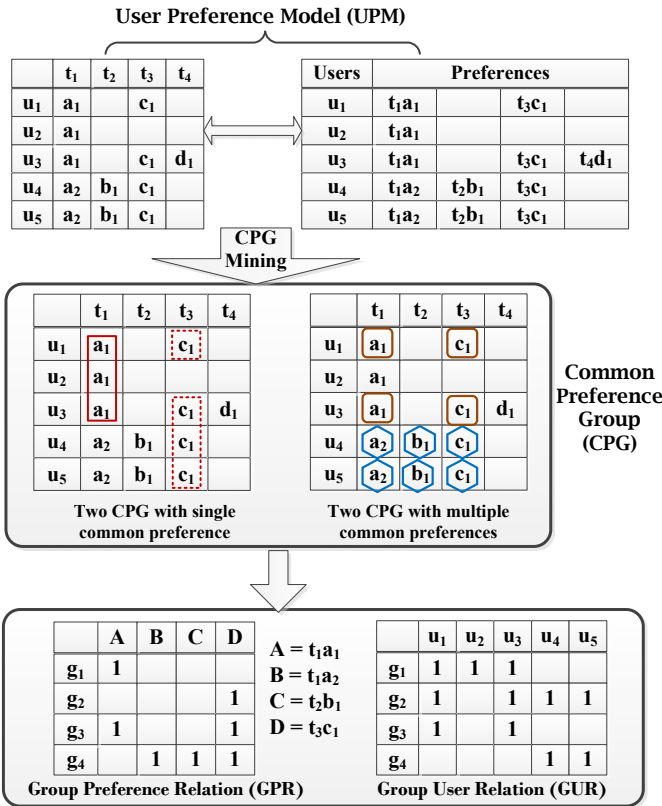 User Preference Model (UPM)
t1 t2 t3 t4
u1 a1 c1
u2 a1
u3 a1 c1 d1
u4 a2 b1 c1
u5 a2 b1 c1
Users Preferences
u1 t1a1 t3c1
u2 t1a1
u3 t1a1 t3c1 t4d1
u4 t1a2 t2b1 t3c1
u5 t1a2 t2b1 t3c1
CPG
Mining
t1 t2 t3 t4
u1 a1 c1
u2 a1
u3 a1 c1 d1
u4 a2 b1 c1
u5 a2 b1 c1
Two CPG with single
common preference
t1 t2 t3 t4
u1 a1 c1
u2 a1
u3 a1 c1 d1
u4 a2 b1 c1
u5 a2 b1 c1
Two CPG with multiple
common preferences
Common
Preference
Group
(CPG)
A B C D
g1 1
g2 1
g3 1 1
g4 1 1 1
Group Preference Relation (GPR)
A = t1a1
B = t1a2
C = t2b1
D = t3c1
u1 u2 u3 u4 u5
g1 1 1 1
g2 1 1 1 1
g3 1 1
g4 1 1
Group User Relation (GUR)